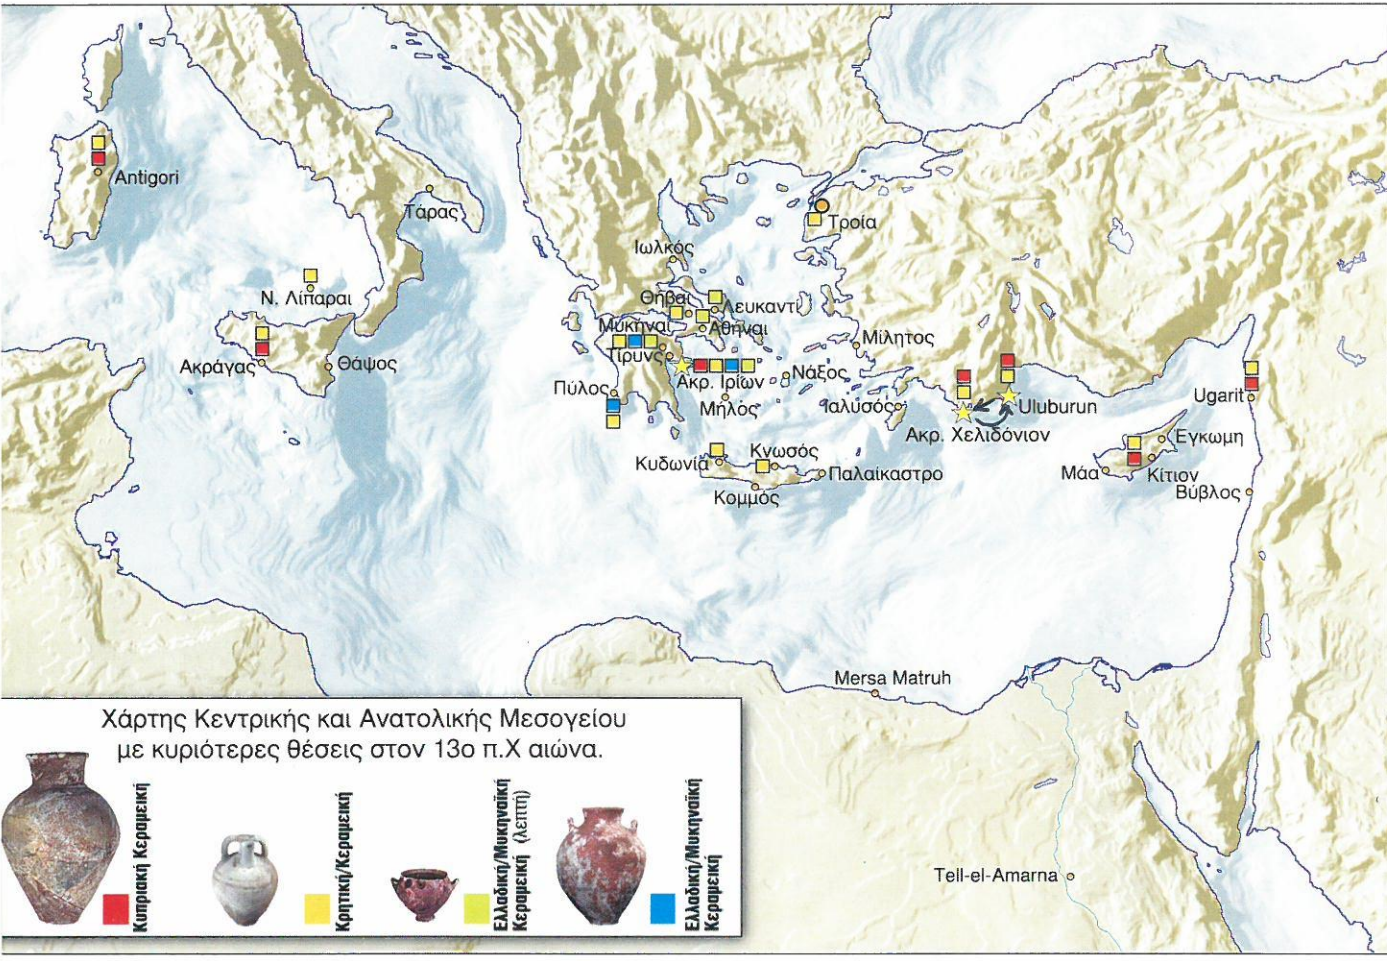 Antigori
Τάρας
Τροία
Ιωλκός
Ν. Λίπαραι
Θήβαι
Λευκαντί
Μυκήναι
Αθήναι
Μίλητος
Τίρυνς
Ακράγας
Θάψος
Ακρ. Ιρίων
Νάξος
Πύλος
Μήλος
Ιαλυσός
Uluburun
Ugarit
Ακρ. Χελιδόνιον
Έγκωμη
Κυδωνία
Κνωσός
Παλαίκαστρο
Μάα
Κίτιον
Κομμός
Βύβλος
Mersa Matruh
Tell-el-Amarna
Χάρτης Κεντρικής και Ανατολικής Μεσογείου
με κυριότερες θέσεις στον 13ο π.Χ αιώνα.
Κυπριακή Κεραμεική
Κρητική/Κεραμεική
Ελλαδική/Μυκηναϊκή
Κεραμεική (λεπτή)
Ελλαδική/Μυκηναϊκή
Κεραμεική